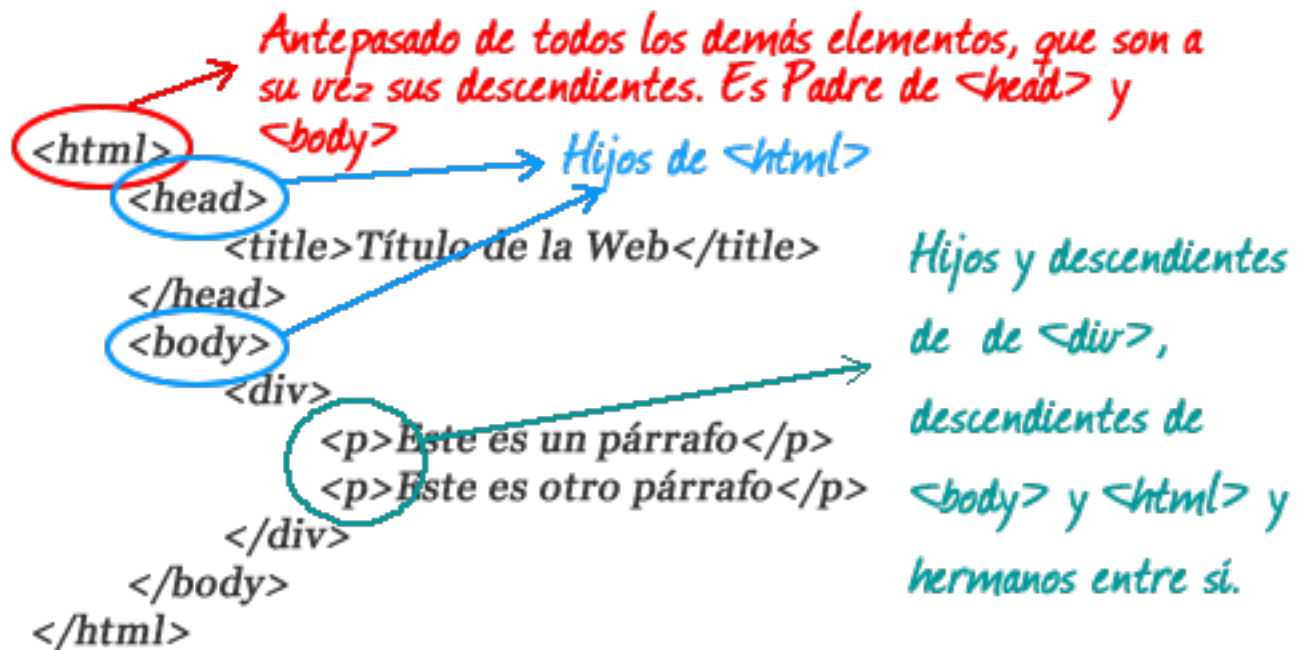 Antepasado de todos los demás elementos, que son a
su vez sus descendientes. Es Padre de <head> y
<body>
<html>
Hijos de <html>
<head>
<title>Título de la Web</title>
</head>
<body>
<div>
<p>Este es un párrafo</p>
<p>Este es otro párrafo</p>
</div>
</body>
</html>
Hijos y descendientes
de de <div>,
descendientes de
<body> y <html> y
hermanos entre sí.